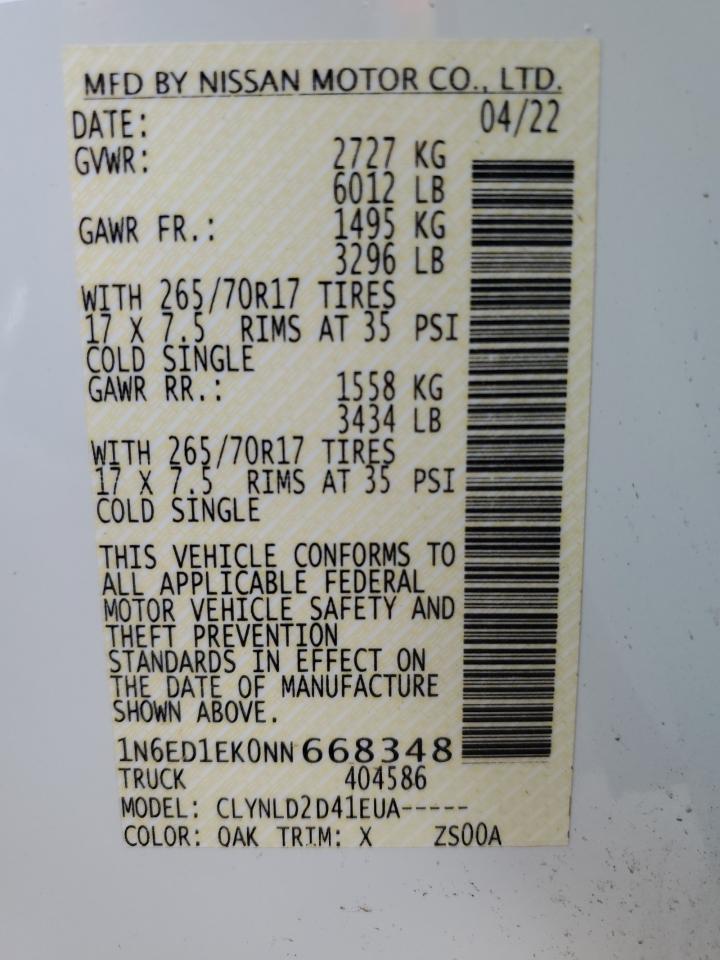 MFD BY NISSAN MOTOR CO., LTD.
DATE: 04/22
GVWR: 2727 KG
6012 LB
GAWR FR.: 1495 KG
3296 LB
WITH 265/70R17 TIRES
17 X 7.5 RIMS AT 35 PSI
COLD SINGLE
GAWR RR.: 1558 KG
3434 LB
WITH 265/70R17 TIRES
17 X 7.5 RIMS AT 35 PSI
COLD SINGLE
THIS VEHICLE CONFORMS TO
ALL APPLICABLE FEDERAL
MOTOR VEHICLE SAFETY AND
THEFT PREVENTION
STANDARDS IN EFFECT ON
THE DATE OF MANUFACTURE
SHOWN ABOVE.
1N6ED1EK0NN668348
TRUCK 404586
MODEL: CLYNLD2D41EUA-----
COLOR: QAK TRIM: X ZS00A